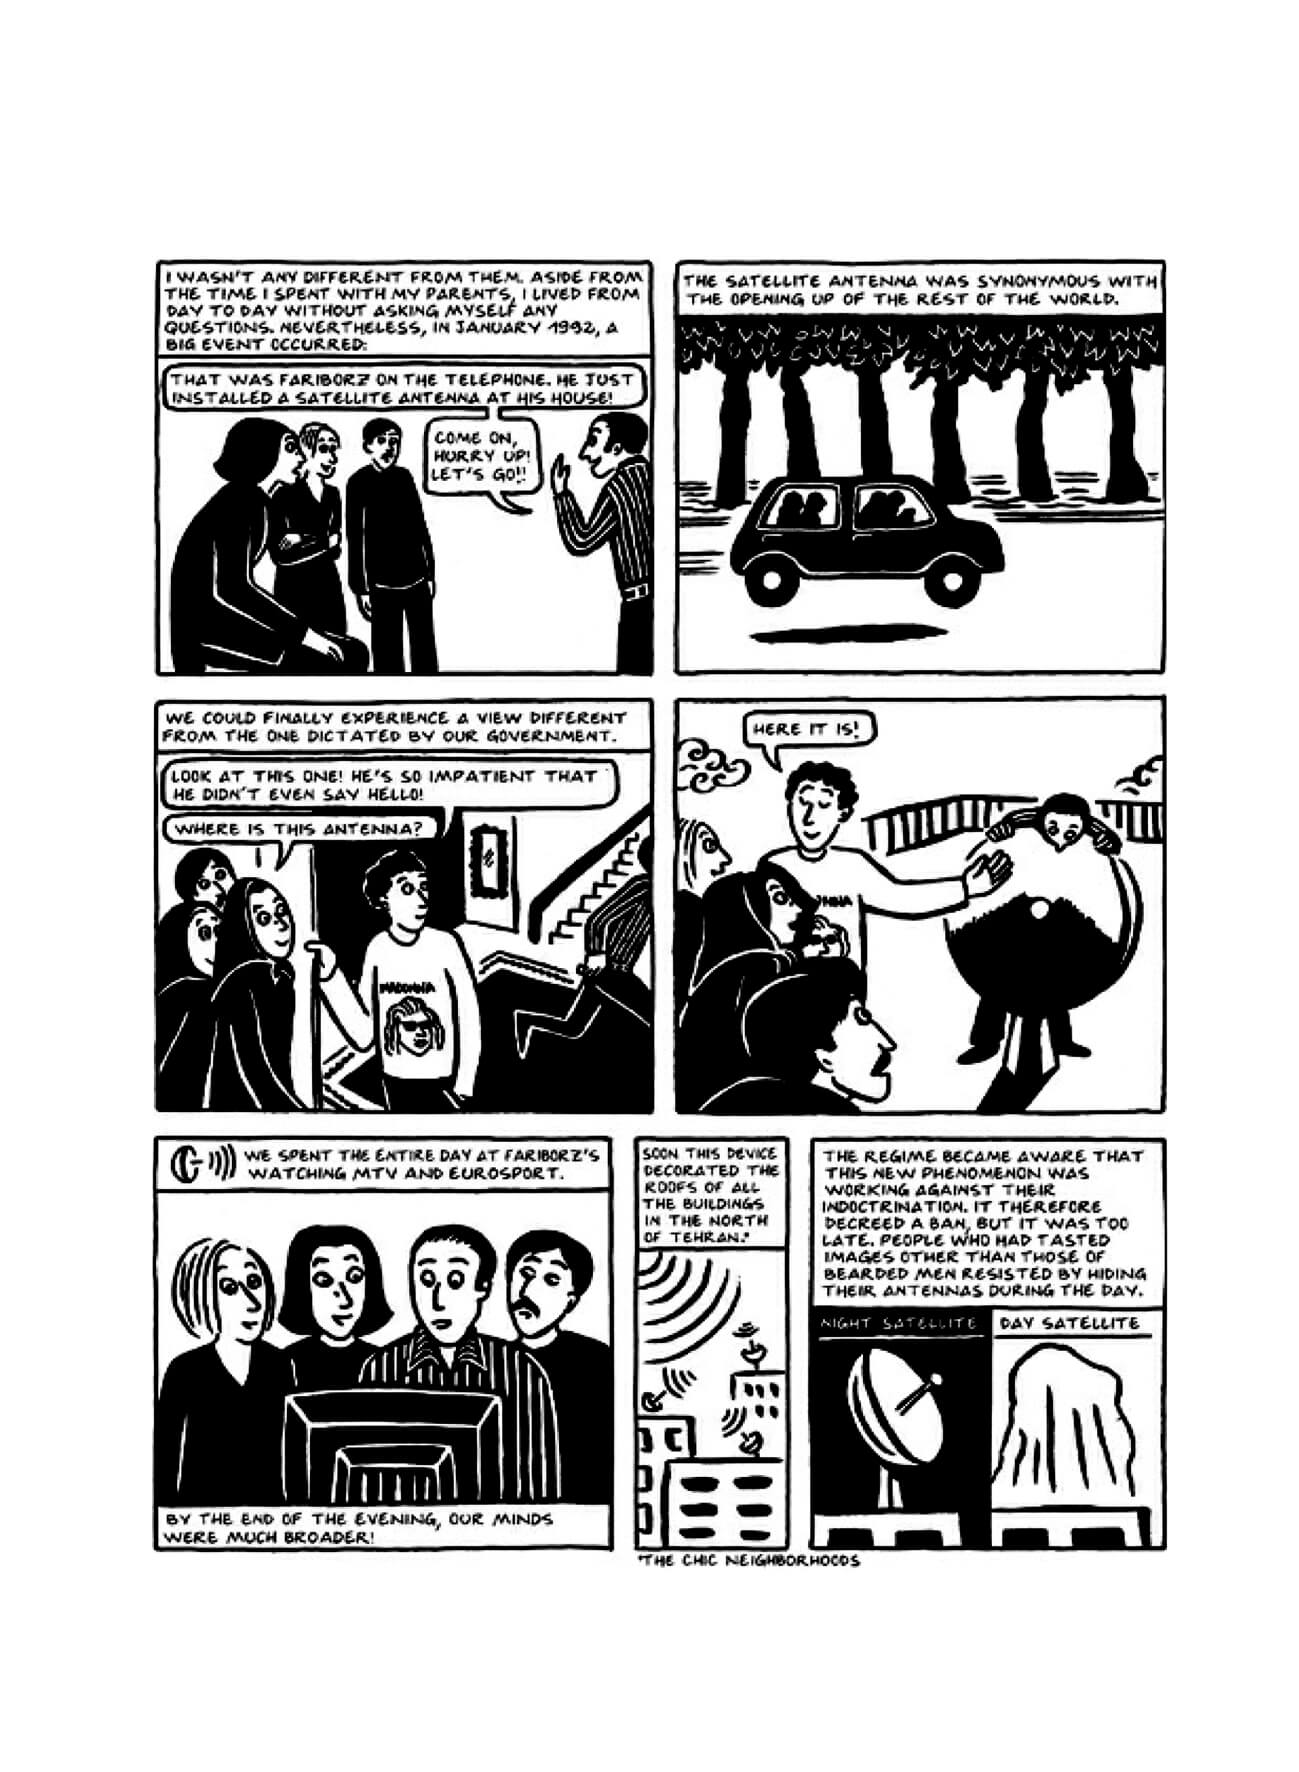 I WASN'T ANY DIFFERENT FROM THEM. ASIDE FROM
THE TIME I SPENT WITH MY PARENTS, I LIVED FROM
DAY TO DAY WITHOUT ASKING MYSELF ANY
QUESTIONS. NEVERTHELESS, IN JANUARY 1992, A
BIG EVENT OCCURRED:
THAT WAS FARIBORZ ON THE TELEPHONE. HE JUST
INSTALLED A SATELLITE ANTENNA AT HIS HOUSE!
COME ON,
HURRY UP!
LET'S GO!!
THE SATELLITE ANTENNA WAS SYNONYMOUS WITH
THE OPENING UP OF THE REST OF THE WORLD.
WE COULD FINALLY EXPERIENCE A VIEW DIFFERENT
FROM THE ONE DICTATED BY OUR GOVERNMENT.
LOOK AT THIS ONE! HE'S SO IMPATIENT THAT
HE DIDN'T EVEN SAY HELLO!
WHERE IS THIS ANTENNA?
MADONNA
HERE IT IS!
ONNA
WE SPENT THE ENTIRE DAY AT FARIBORZ'S
WATCHING MTV AND EUROSPORT.
BY THE END OF THE EVENING, OUR MINDS
WERE MUCH BROADER!
SOON THIS DEVICE
DECORATED THE
ROOFS OF ALL
THE BUILDINGS
IN THE NORTH
OF TEHRAN.*
*THE CHIC NEIGHBORHOODS
THE REGIME BECAME AWARE THAT
THIS NEW PHENOMENON WAS
WORKING AGAINST THEIR
INDOCTRINATION. IT THEREFORE
DECREED A BAN, BUT IT WAS TOO
LATE. PEOPLE WHO HAD TASTED
IMAGES OTHER THAN THOSE OF
BEARDED MEN RESISTED BY HIDING
THEIR ANTENNAS DURING THE DAY.
NIGHT SATELLITE
DAY SATELLITE